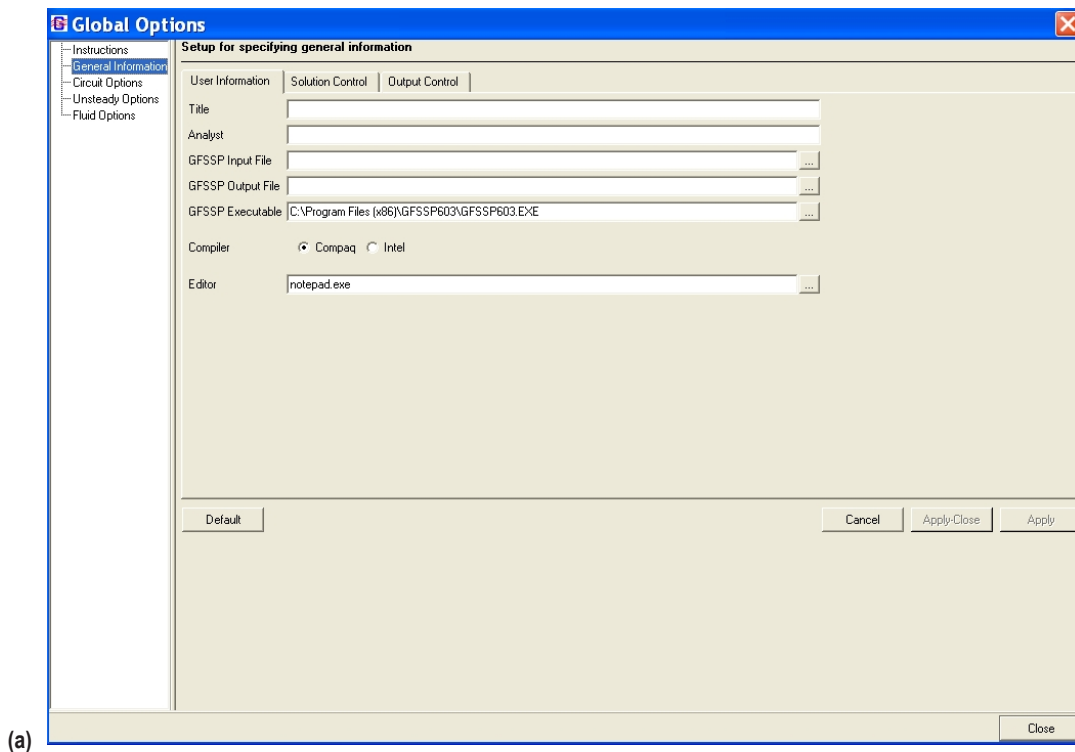 Global Options
Instructions
General Information
Circuit Options
Unsteady Options
Fluid Options
Setup for specifying general information
User Information Solution Control Output Control
Title
Analyst
GFSSP Input File ...
GFSSP Output File ...
GFSSP Executable C:\Program Files (x86)\GFSSP603\GFSSP603.EXE ...
Compiler Compaq Intel
Editor notepad.exe ...
Default Cancel Apply-Close Apply
Close
(a)